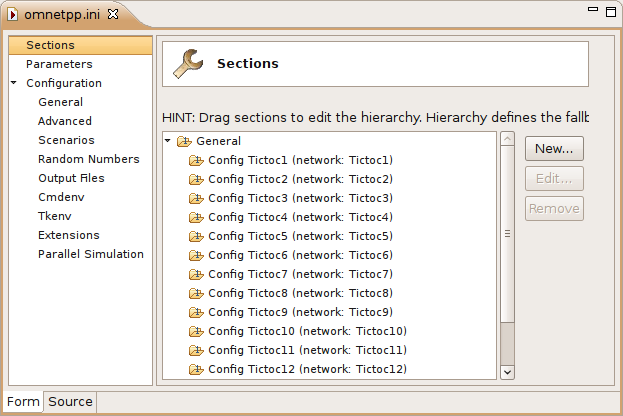 omnetpp.ini
Sections
Parameters
Configuration
General
Advanced
Scenarios
Random Numbers
Output Files
Cmdenv
Tkenv
Extensions
Parallel Simulation
Sections
HINT: Drag sections to edit the hierarchy. Hierarchy defines the fallb
General
Config Tictoc1 (network: Tictoc1)
Config Tictoc2 (network: Tictoc2)
Config Tictoc3 (network: Tictoc3)
Config Tictoc4 (network: Tictoc4)
Config Tictoc5 (network: Tictoc5)
Config Tictoc6 (network: Tictoc6)
Config Tictoc7 (network: Tictoc7)
Config Tictoc8 (network: Tictoc8)
Config Tictoc9 (network: Tictoc9)
Config Tictoc10 (network: Tictoc10)
Config Tictoc11 (network: Tictoc11)
Config Tictoc12 (network: Tictoc12)
New...
Edit...
Remove
Form Source